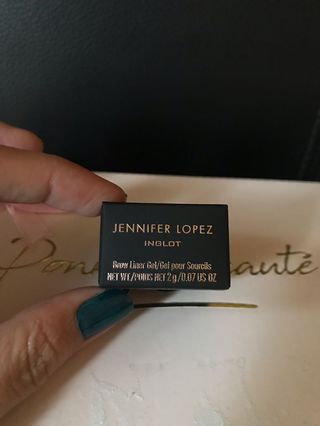 JENNIFER LOPEZ
INGLOT
Brow Liner Gel/Gel pour Sourcils
NET WT/POIDS NET 2 g/0.07 US OZ